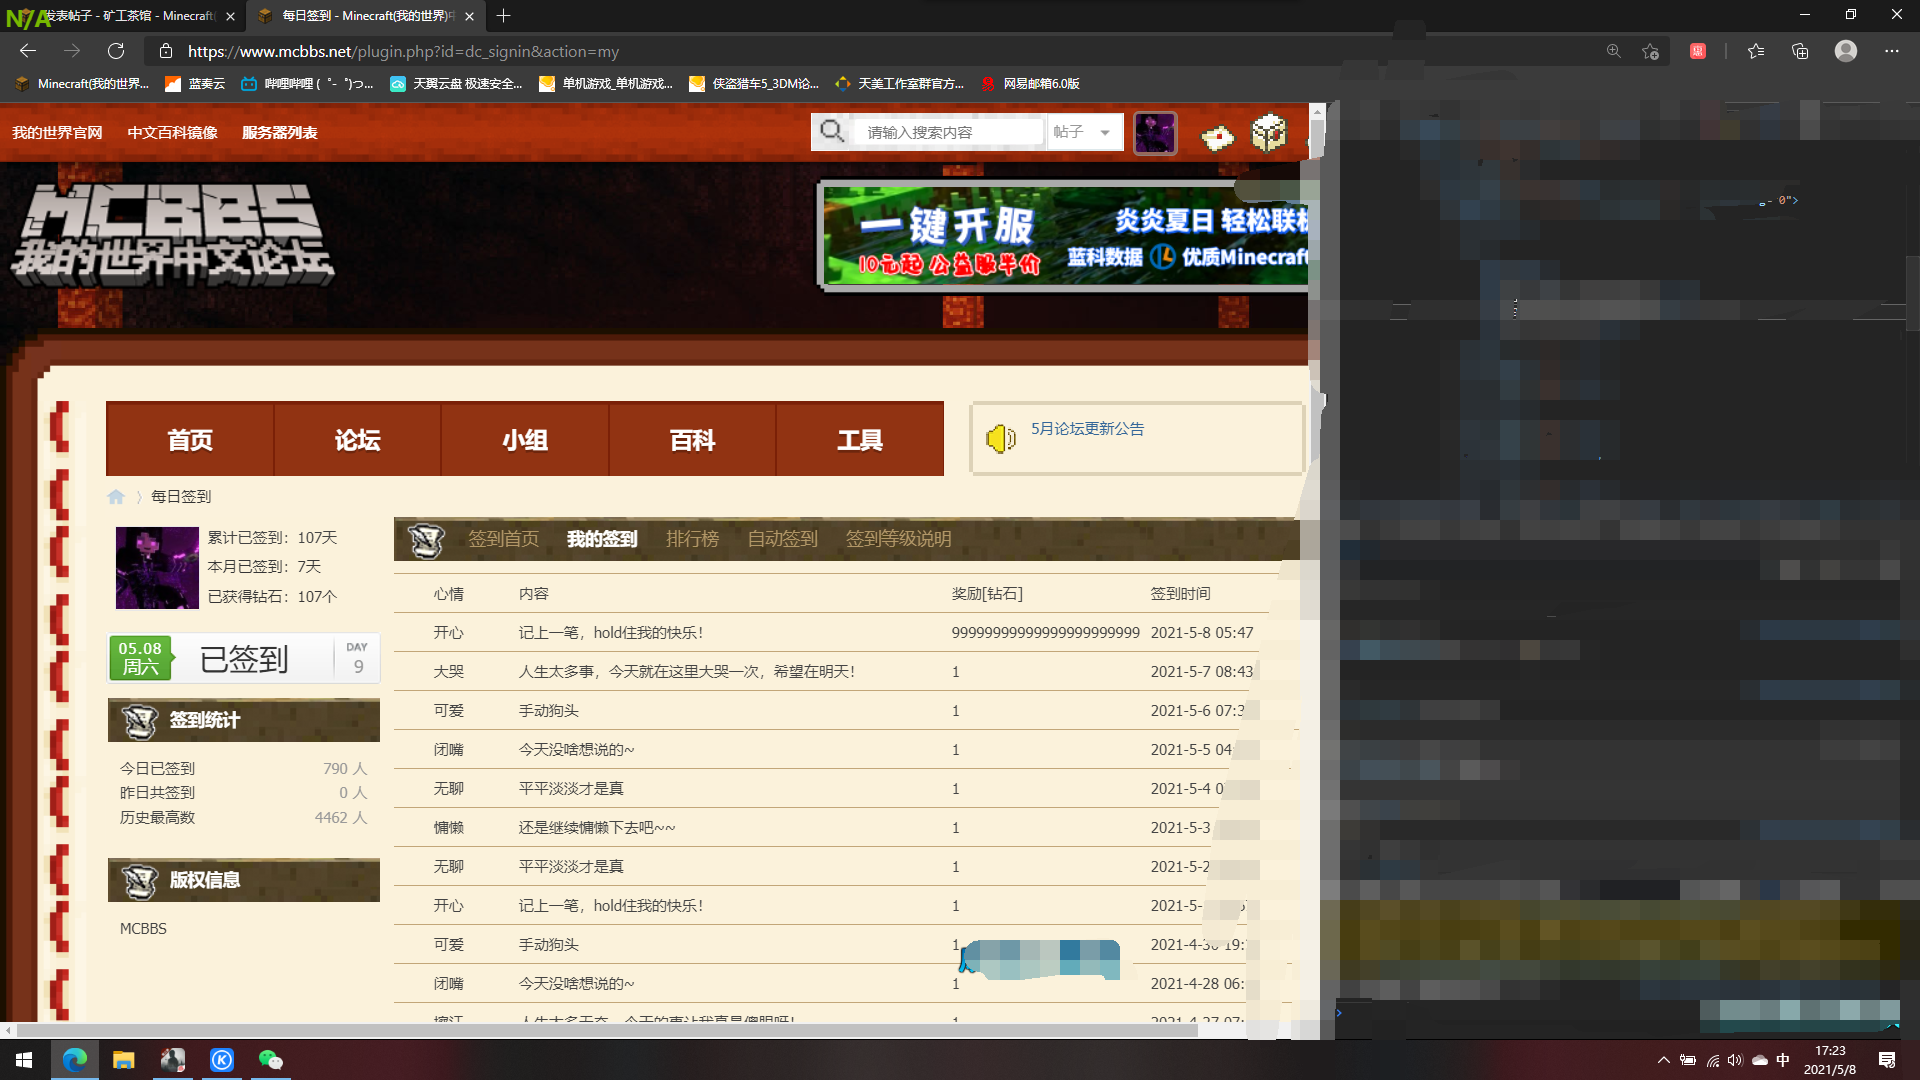 N/A
发表帖子 - 矿工茶馆 - Minecraft(
每日签到 - Minecraft(我的世界)中
https://www.mcbbs.net/plugin.php?id=dc_signin&action=my
Minecraft(我的世界...
蓝奏云
哔哩哔哩 ( ゜- ゜)つ...
天翼云盘 极速安全...
单机游戏_单机游戏...
侠盗猎车5_3DM论...
天美工作室群官方...
网易邮箱6.0版
我的世界官网
中文百科镜像
服务器列表
请输入搜索内容
帖子
MCBBS
我的世界中文论坛
一键开服
10元起 公益服半价
炎炎夏日 轻松联机
蓝科数据
优质Minecraft
0">
首页
论坛
小组
百科
工具
5月论坛更新公告
每日签到
累计已签到：107天
本月已签到：7天
已获得钻石：107个
05.08
周六
已签到
DAY
9
签到统计
今日已签到 790 人
昨日共签到 0 人
历史最高数 4462 人
版权信息
MCBBS
签到首页 我的签到 排行榜 自动签到 签到等级说明
心情 内容 奖励[钻石] 签到时间
开心 记上一笔，hold住我的快乐！ 99999999999999999999999 2021-5-8 05:47
大哭 人生太多事，今天就在这里大哭一次，希望在明天！ 1 2021-5-7 08:43
可爱 手动狗头 1 2021-5-6 07:3
闭嘴 今天没啥想说的~ 1 2021-5-5 04
无聊 平平淡淡才是真 1 2021-5-4 0
慵懒 还是继续慵懒下去吧~~ 1 2021-5-3
无聊 平平淡淡才是真 1 2021-5-2
开心 记上一笔，hold住我的快乐！ 1 2021-5-
可爱 手动狗头 1 2021-4-30 19:
闭嘴 今天没啥想说的~ 1 2021-4-28 06:
中
17:23
2021/5/8